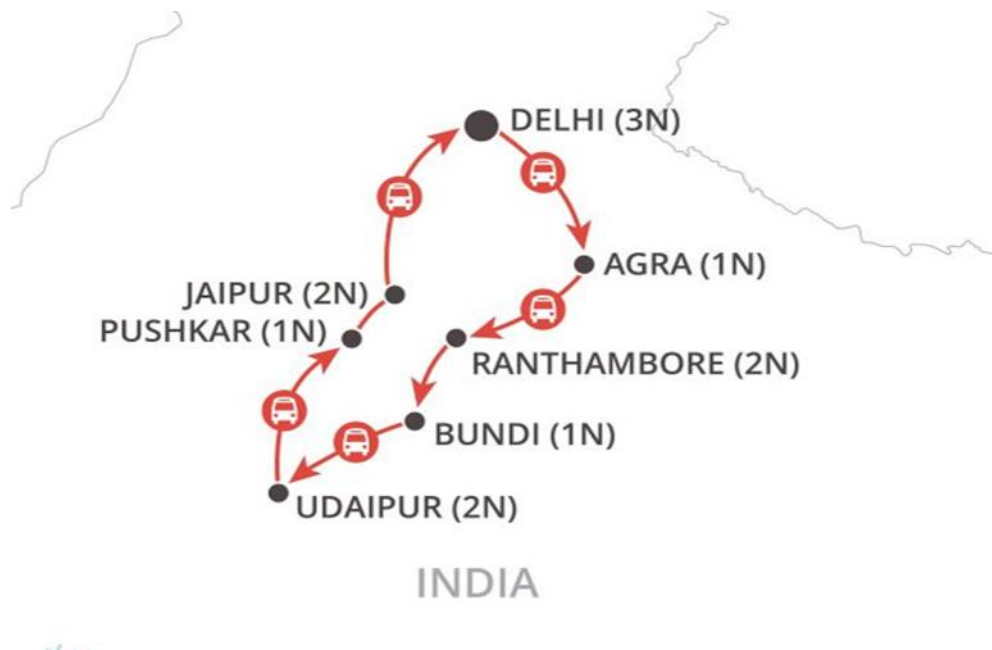 DELHI (3N)
AGRA (1N)
JAIPUR (2N)
PUSHKAR (1N)
RANTHAMBORE (2N)
BUNDI (1N)
UDAIPUR (2N)
INDIA